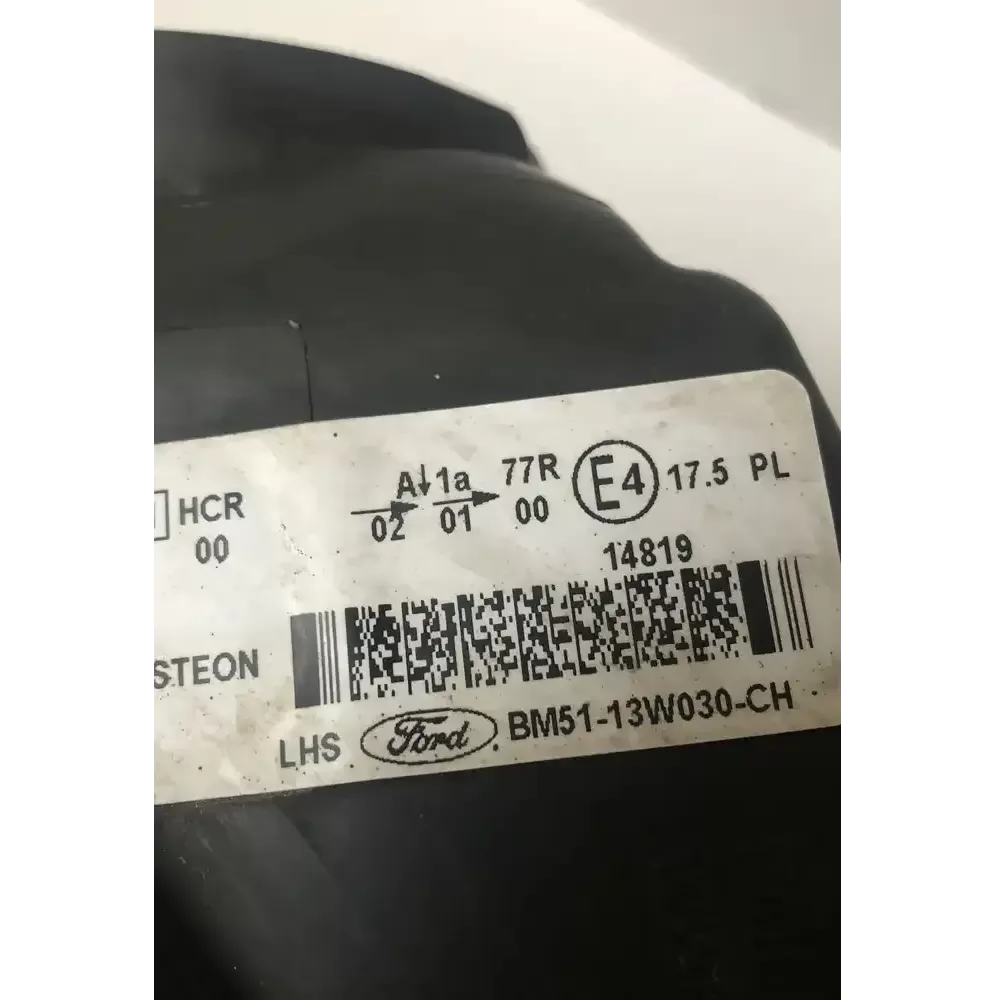 HCR
00
A↓ 1a 77R E4 17.5 PL
02 01 00
14819
STEON
LHS Ford BM51-13W030-CH